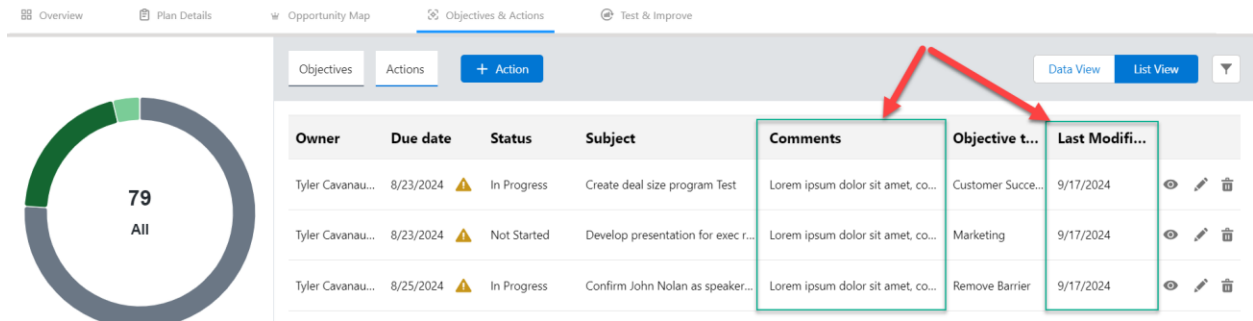 Overview Plan Details Opportunity Map Objectives & Actions Test & Improve
Objectives Actions + Action Data View List View
79
All
Owner Due date Status Subject Comments Objective t... Last Modifi...
Tyler Cavanau... 8/23/2024 In Progress Create deal size program Test Lorem ipsum dolor sit amet, co... Customer Succe... 9/17/2024
Tyler Cavanau... 8/23/2024 Not Started Develop presentation for exec r... Lorem ipsum dolor sit amet, co... Marketing 9/17/2024
Tyler Cavanau... 8/25/2024 In Progress Confirm John Nolan as speaker... Lorem ipsum dolor sit amet, co... Remove Barrier 9/17/2024